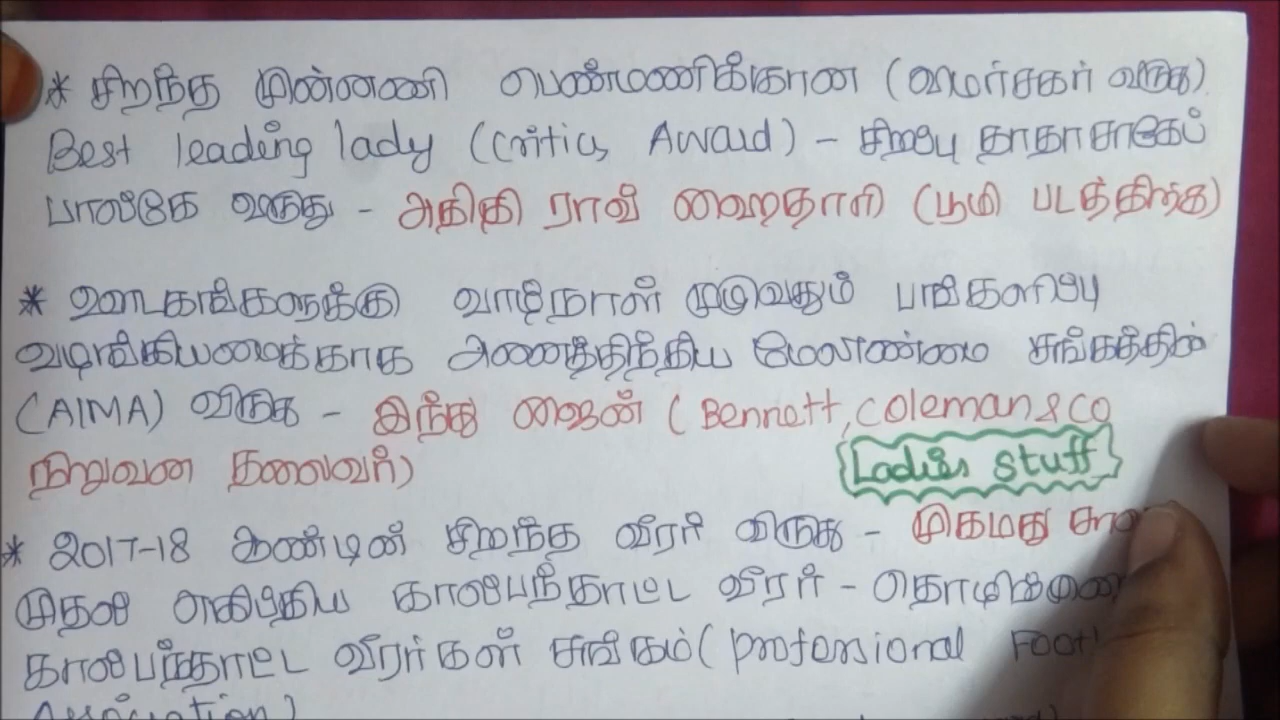 * சிறந்த முன்னணி பெண்மணிக்கான (விமர்சகர் விருது)
Best leading lady (critics Award) - சிறப்பு தாதாசாகேப்
பால்கே விருது - அதிதி ராவ் ஹைதாரி (பூமி படத்திற்கு)
* ஊடகங்களுக்கு வாழ்நாள் முழுவதும் பங்களிப்பு
வழங்கியமைக்காக அனைத்திந்திய மேலாண்மை சங்கத்தின்
(AIMA) விருது - இந்து ஜைன் (Bennett, Coleman & Co
நிறுவன தலைவர்)
Ladies Stuff
* 2017-18 ஆண்டின் சிறந்த வீரர் விருது - முகமது
முதல் எகிப்திய கால்பந்தாட்ட வீரர் -
கால்பந்தாட்ட வீரர்கள் சங்கம் (professional
Association)